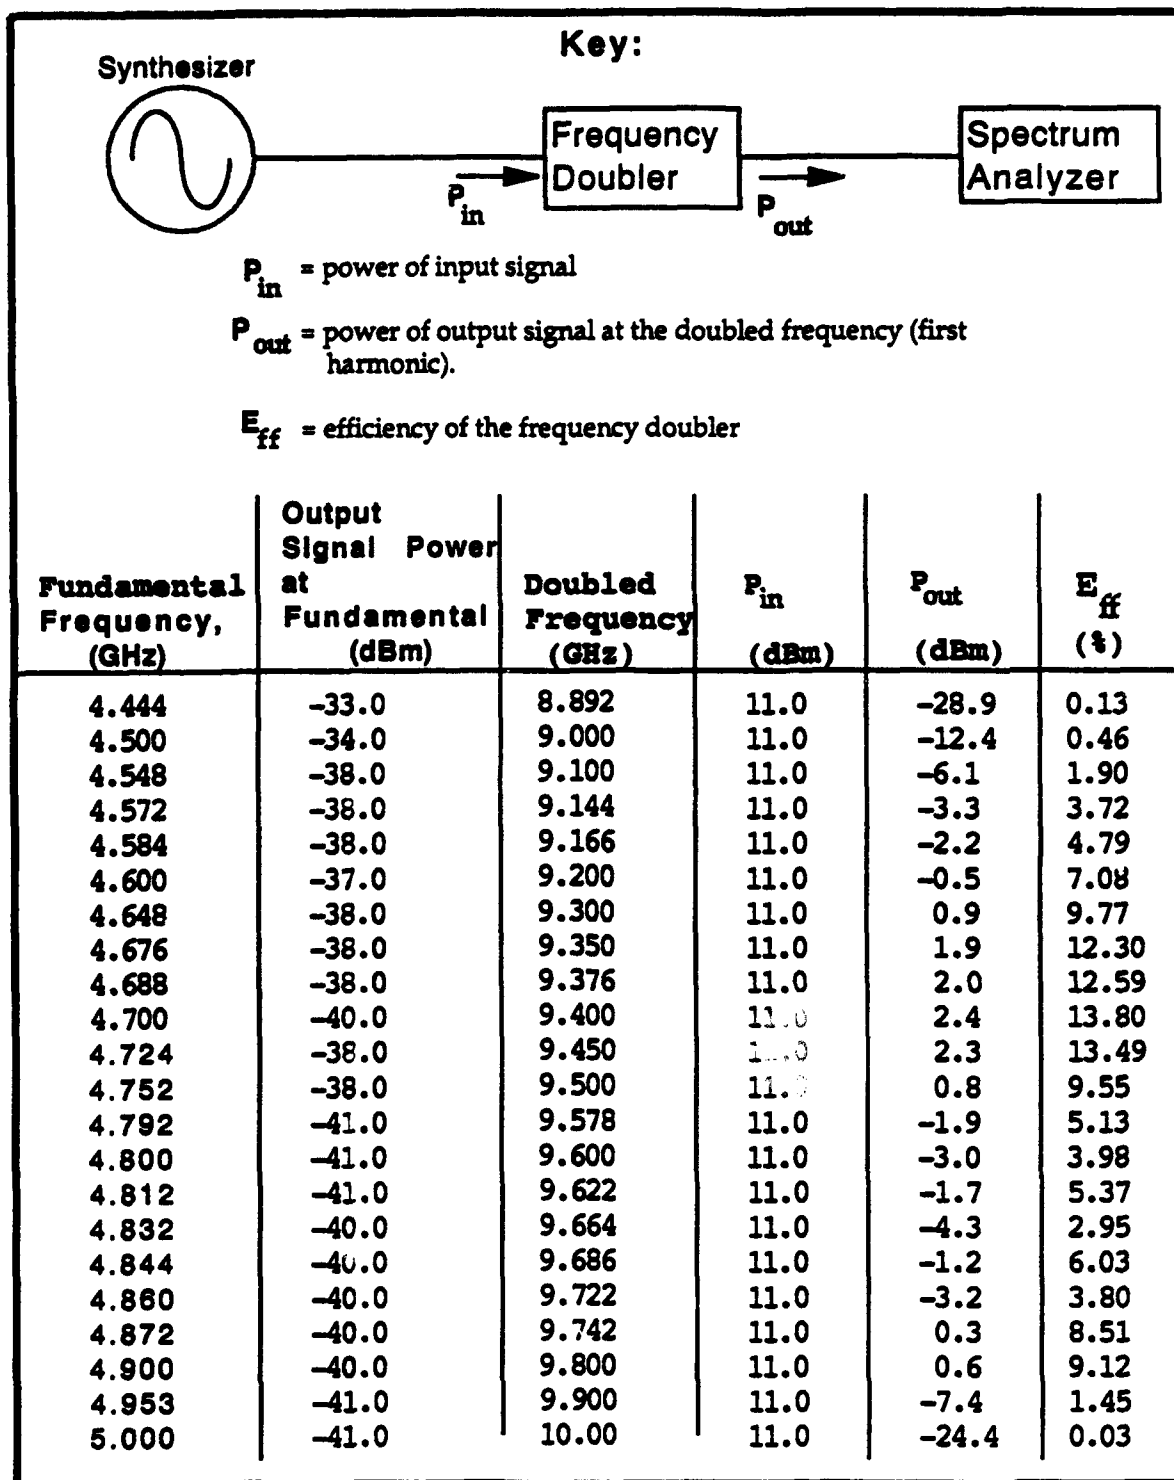 Key:
Synthesizer
Frequency Doubler
Spectrum Analyzer
P in
P out
P in = power of input signal
P out = power of output signal at the doubled frequency (first
harmonic).
E ff = efficiency of the frequency doubler
Fundamental Frequency, (GHz) Output Signal Power at Fundamental (dBm) Doubled Frequency (GHz) P in (dBm) P out (dBm) E ff (%)
4.444 –33.0 8.892 11.0 –28.9 0.13
4.500 –34.0 9.000 11.0 –12.4 0.46
4.548 –38.0 9.100 11.0 –6.1 1.90
4.572 –38.0 9.144 11.0 –3.3 3.72
4.584 –38.0 9.166 11.0 –2.2 4.79
4.600 –37.0 9.200 11.0 –0.5 7.08
4.648 –38.0 9.300 11.0 0.9 9.77
4.676 –38.0 9.350 11.0 1.9 12.30
4.688 –38.0 9.376 11.0 2.0 12.59
4.700 –40.0 9.400 11.0 2.4 13.80
4.724 –38.0 9.450 2.3 13.49
4.752 –38.0 9.500 11.0 0.8 9.55
4.792 –41.0 9.578 11.0 –1.9 5.13
4.800 –41.0 9.600 11.0 –3.0 3.98
4.812 –41.0 9.622 11.0 –1.7 5.37
4.832 –40.0 9.664 11.0 –4.3 2.95
4.844 –40.0 9.686 11.0 –1.2 6.03
4.860 –40.0 9.722 11.0 –3.2 3.80
4.872 –40.0 9.742 11.0 0.3 8.51
4.900 –40.0 9.800 11.0 0.6 9.12
4.953 –41.0 9.900 11.0 –7.4 1.45
5.000 –41.0 10.00 11.0 –24.4 0.03